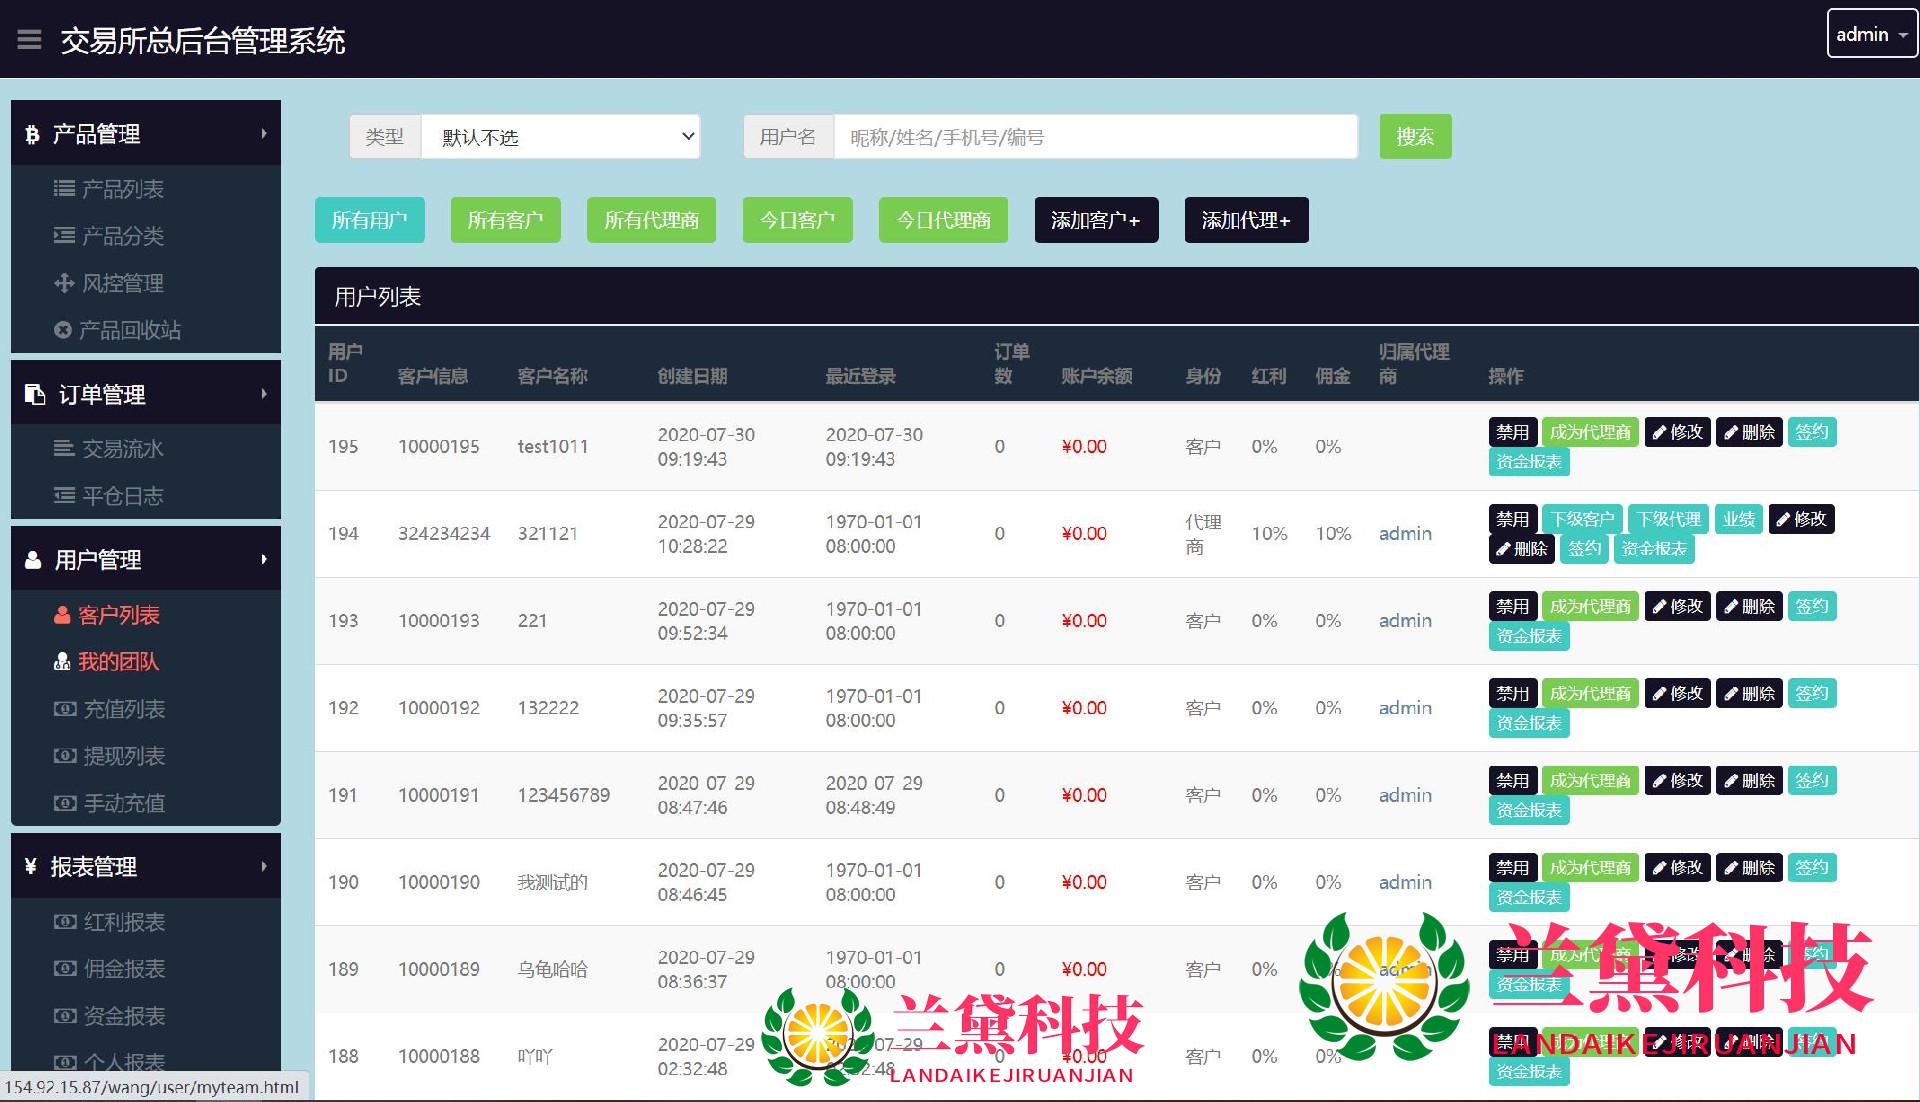 交易所总后台管理系统
admin
产品管理
产品列表
产品分类
风控管理
产品回收站
订单管理
交易流水
平仓日志
用户管理
客户列表
我的团队
充值列表
提现列表
手动充值
¥ 报表管理
红利报表
佣金报表
资金报表
个人报表
154.92.15.87/wang/user/myteam.html
类型 默认不选 用户名 昵称/姓名/手机号/编号 搜索
所有用户 所有客户 所有代理商 今日客户 今日代理商 添加客户+ 添加代理+
用户列表
用户ID 客户信息 客户名称 创建日期 最近登录 订单数 账户余额 身份 红利 佣金 归属代理商 操作
195 10000195 test1011 2020-07-30 09:19:43 2020-07-30 09:19:43 0 ¥0.00 客户 0% 0% 禁用 成为代理商 修改 删除 签约 资金报表
194 324234234 321121 2020-07-29 10:28:22 1970-01-01 08:00:00 0 ¥0.00 代理商 10% 10% admin 禁用 下级客户 下级代理 业绩 修改 删除 签约 资金报表
193 10000193 221 2020-07-29 09:52:34 1970-01-01 08:00:00 0 ¥0.00 客户 0% 0% admin 禁用 成为代理商 修改 删除 签约 资金报表
192 10000192 132222 2020-07-29 09:35:57 1970-01-01 08:00:00 0 ¥0.00 客户 0% 0% admin 禁用 成为代理商 修改 删除 签约 资金报表
191 10000191 123456789 2020-07-29 08:47:46 2020-07-29 08:48:49 0 ¥0.00 客户 0% 0% admin 禁用 成为代理商 修改 删除 签约 资金报表
190 10000190 我测试的 2020-07-29 08:46:45 1970-01-01 08:00:00 0 ¥0.00 客户 0% 0% admin 禁用 成为代理商 修改 删除 签约 资金报表
189 10000189 乌龟哈哈 2020-07-29 08:36:37 1970-01-01 08:00:00 0 ¥0.00 客户 0% admin 禁用 资金报表
188 10000188 吖吖 2020-07-29 02:32:48 0 ¥0.00 客户 0% 0% 资金报表
兰黛科技
LANDAIKEJIRUANJIAN
兰黛科技
LANDAIKEJIRUANJIAN